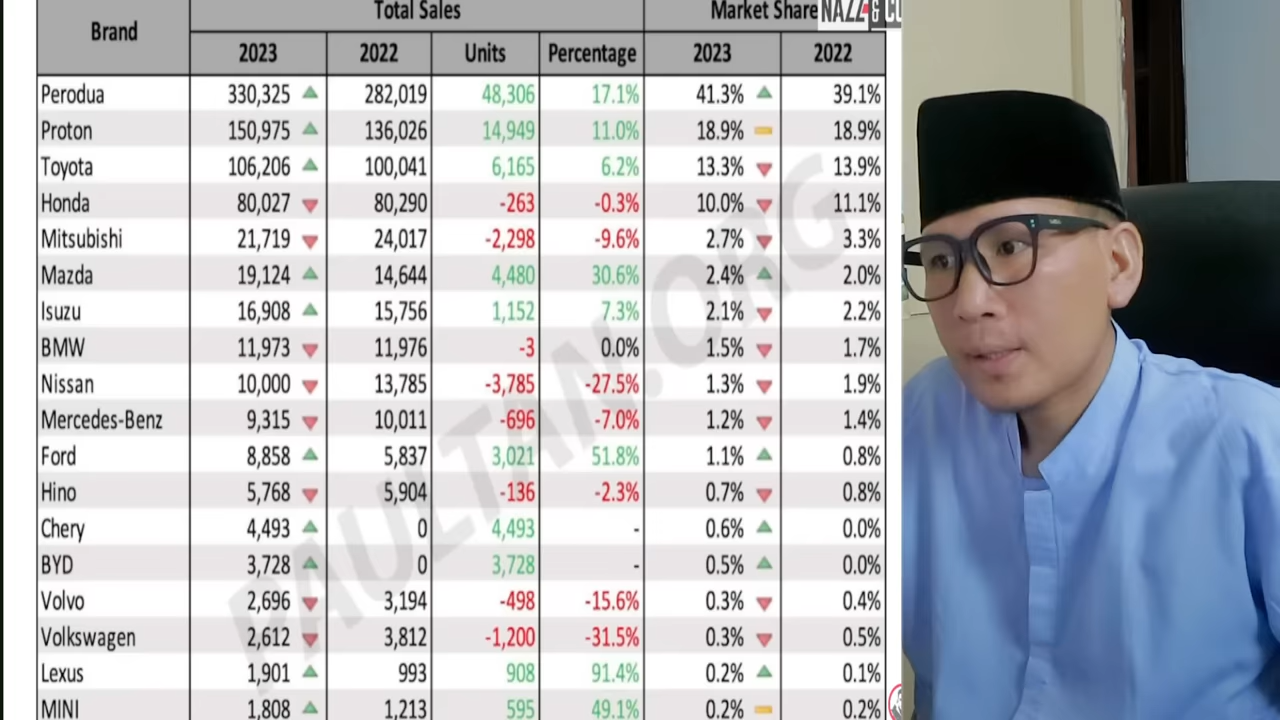 Brand Total Sales Market Share NAZZ & CO
2023 2022 Units Percentage 2023 2022
Perodua 330,325 282,019 48,306 17.1% 41.3% 39.1%
Proton 150,975 136,026 14,949 11.0% 18.9% 18.9%
Toyota 106,206 100,041 6,165 6.2% 13.3% 13.9%
Honda 80,027 80,290 -263 -0.3% 10.0% 11.1%
Mitsubishi 21,719 24,017 -2,298 -9.6% 2.7% 3.3%
Mazda 19,124 14,644 4,480 30.6% 2.4% 2.0%
Isuzu 16,908 15,756 1,152 7.3% 2.1% 2.2%
BMW 11,973 11,976 -3 0.0% 1.5% 1.7%
Nissan 10,000 13,785 -3,785 -27.5% 1.3% 1.9%
Mercedes-Benz 9,315 10,011 -696 -7.0% 1.2% 1.4%
Ford 8,858 5,837 3,021 51.8% 1.1% 0.8%
Hino 5,768 5,904 -136 -2.3% 0.7% 0.8%
Chery 4,493 0 4,493 - 0.6% 0.0%
BYD 3,728 0 3,728 - 0.5% 0.0%
Volvo 2,696 3,194 -498 -15.6% 0.3% 0.4%
Volkswagen 2,612 3,812 -1,200 -31.5% 0.3% 0.5%
Lexus 1,901 993 908 91.4% 0.2% 0.1%
MINI 1,808 1,213 595 49.1% 0.2% 0.2%
PAULTAN.ORG